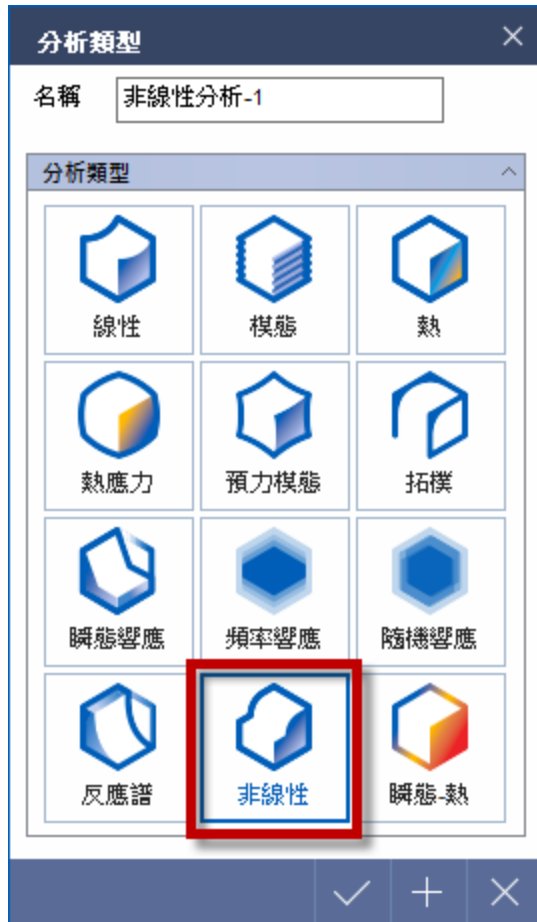 分析類型
名稱 非線性分析-1
分析類型
線性 模態 熱
熱應力 預力模態 拓樸
瞬態響應 頻率響應 隨機響應
反應譜 非線性 瞬態-熱